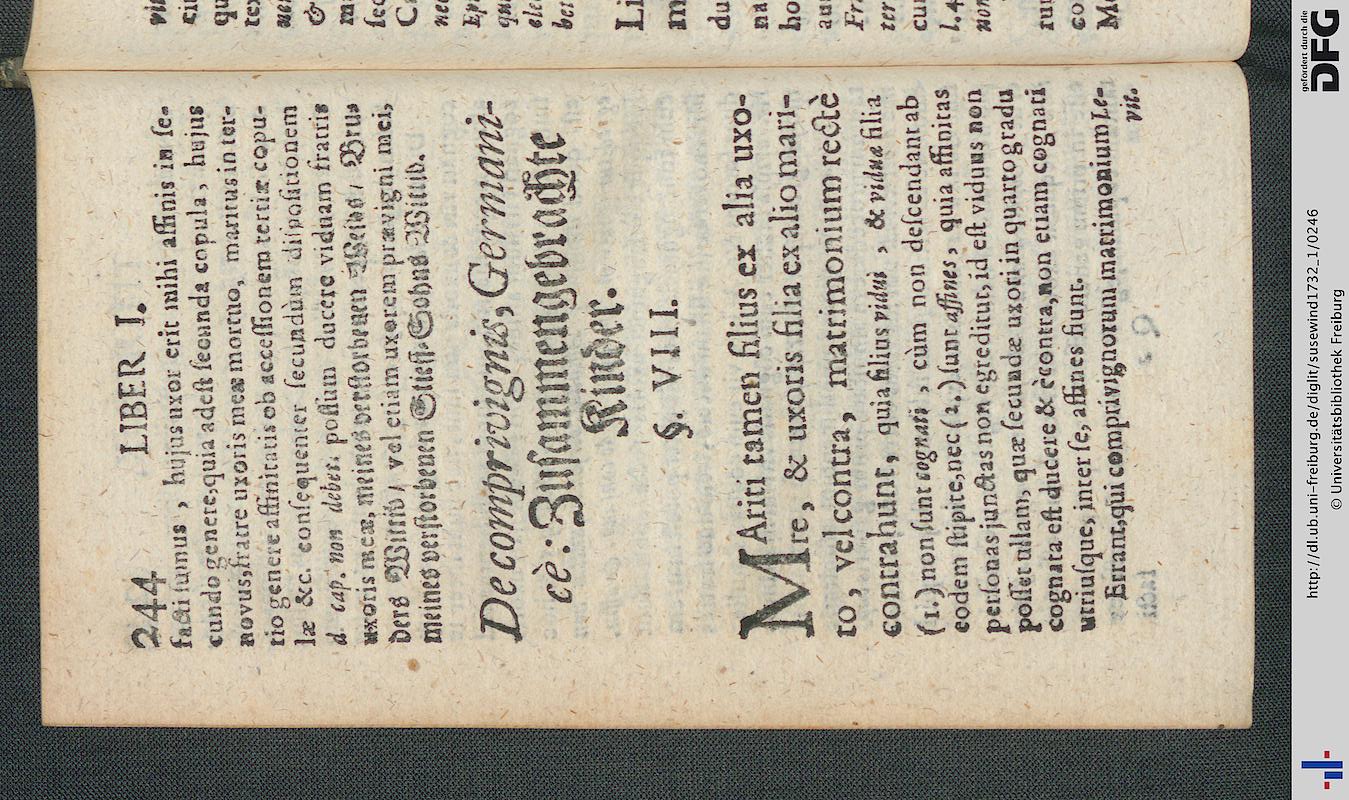 244 LIBER I.
facti sumus, hujus uxor erit mihi affinis in se-
cundo genere, quia adest secunda copula, hujus
novus, fratre uxoris meæ mortuo, maritus in ter-
tio genere affinitatis ob accessionem tertiæ copu-
læ &c. consequenter secundùm dispositionem
d. cap. non debet. possum ducere viduam fratris
uxoris meæ, meines verstorbenen Weibs / Bru-
ders Wittib / vel etiam uxorem prævigni mei,
meines verstorbenen Stieff-Sohns Wittib.
De comprivignis, Germani-
cè: Zusammengebrachte
Kinder.
§. VIII.
MAriti tamen filius ex alia uxo-
re, & uxoris filia ex alio mari-
ro, vel contra, matrimonium rectè
contrahunt, quia filius vidui, & viduæ filia
(1.) non sunt cognati, cùm non descendant ab
eodem stipite, nec (2.) sunt affines, quia affinitas
personas junctas non egreditur, id est viduus non
posset ullam, quæ secundæ uxori in quarto gradu
cognata est ducere & è contra, non etiam cognati
utriusque, inter se, affines fiunt.
Errant, qui comprivignorum matrimonium Le-
vit.
gefördert durch die
DFG
http://dl.ub.uni-freiburg.de/diglit/susewind1732_1/0246
© Universitätsbibliothek Freiburg